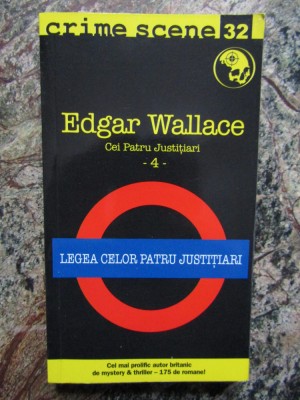 crime scene 32
Edgar Wallace
Cei Patru Justițiari
- 4 -
LEGEA CELOR PATRU JUSTIȚIARI
Cel mai prolific autor britanic
de mystery & thriller – 175 de romane!